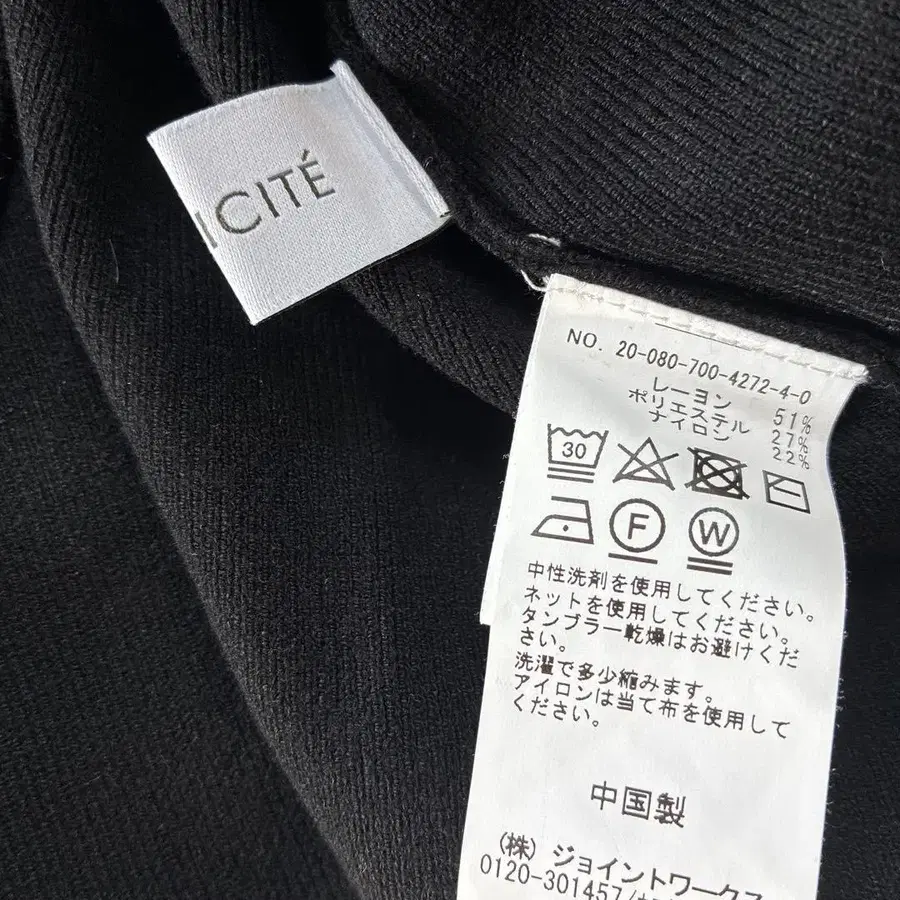 ICITÉ
NO. 20-080-700-4272-4-0
レーヨン 51%
ポリエステル 27%
ナイロン 22%
30
F
W
中性洗剤を使用してください。
ネットを使用してください。
タンブラー乾燥はお避けくだ
さい。
洗濯で多少縮みます。
アイロンは当て布を使用して
ください。
中国製
(株) ジョイントワークス
0120-301457/